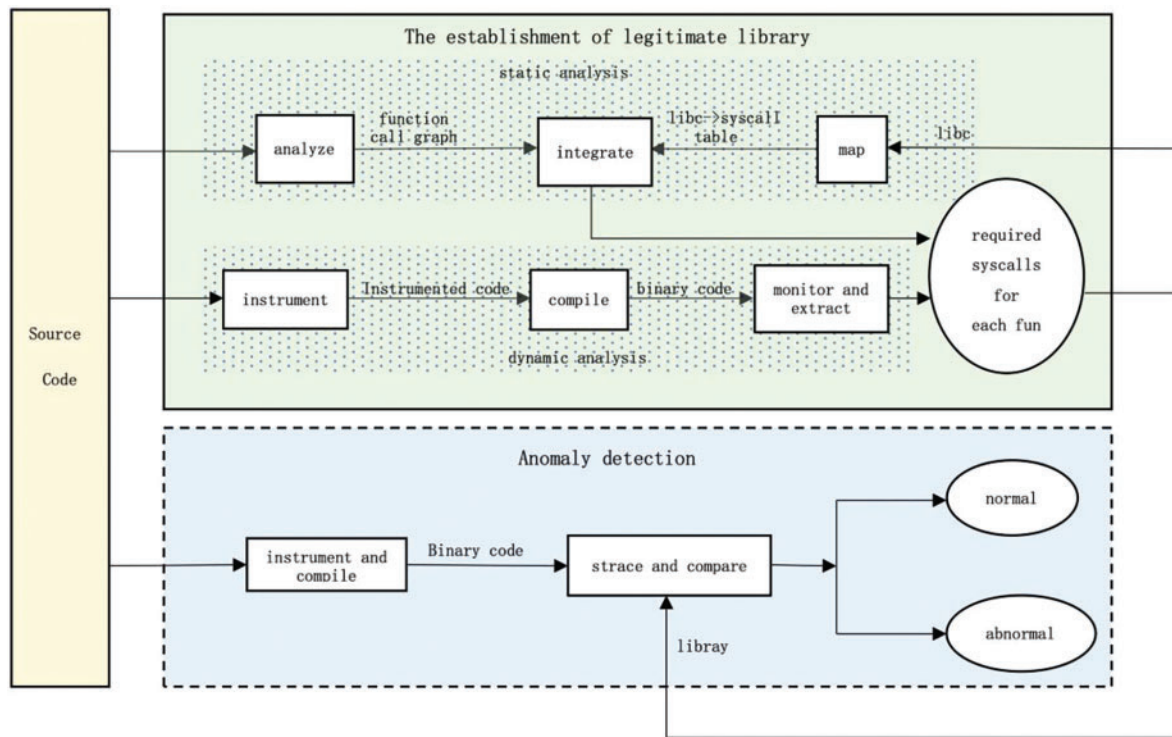 The establishment of legitimate library
static analysis
function
call graph
libc->syscall
table
libc
analyze
integrate
map
required
syscalls
for
each fun
instrument
Instrumented code
compile
binary code
monitor and
extract
dynamic analysis
Source
Code
Anomaly detection
normal
instrument and
compile
Binary code
strace and compare
abnormal
libray